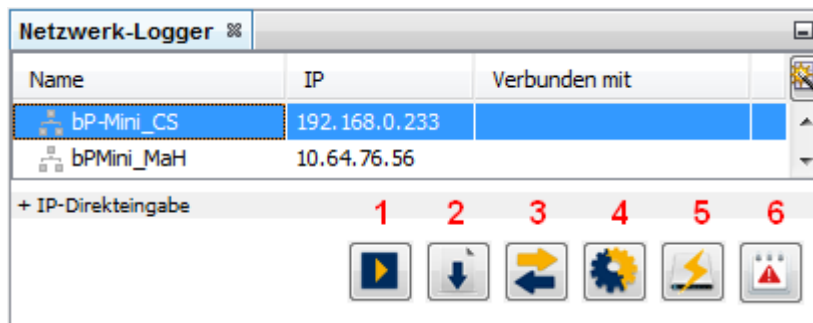 Netzwerk-Logger
Name IP Verbunden mit
bP-Mini_CS 192.168.0.233
bPMini_MaH 10.64.76.56
+ IP-Direkteingabe
1 2 3 4 5 6